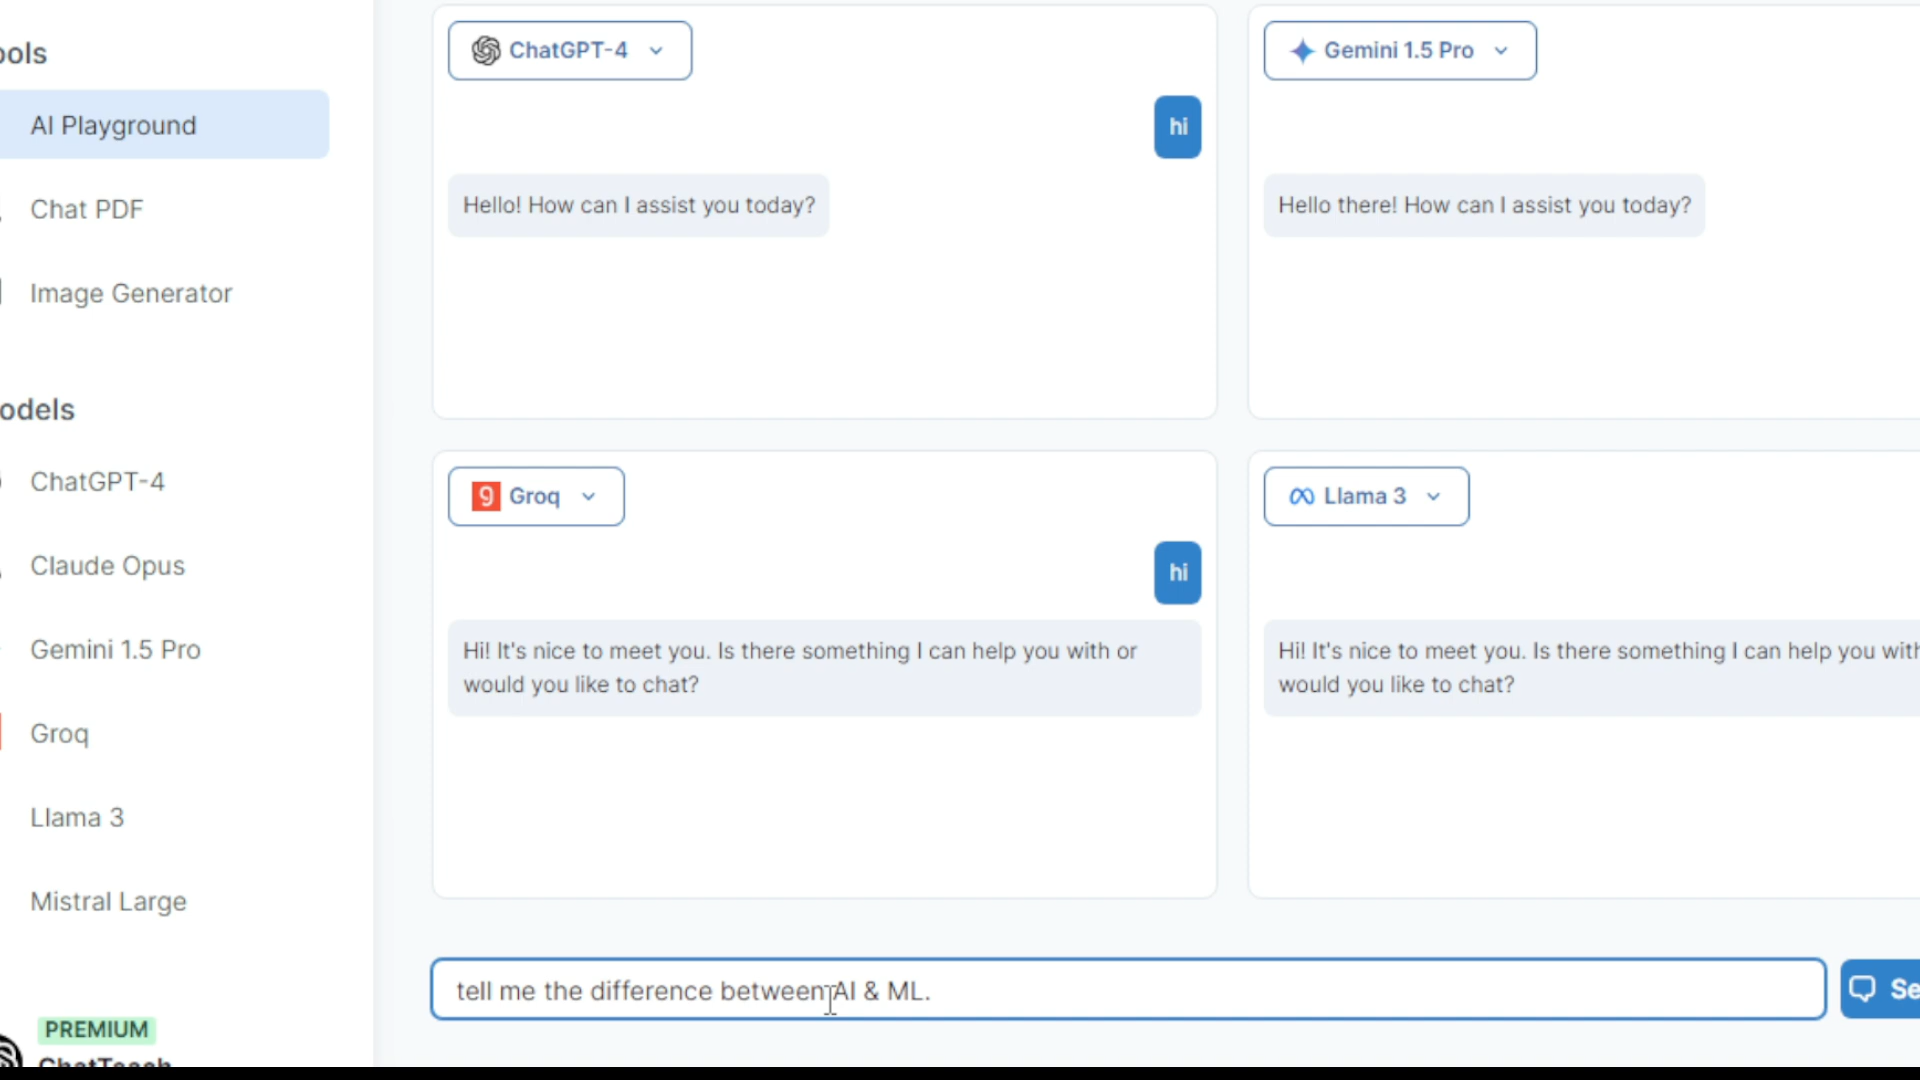 ools
AI Playground
Chat PDF
Image Generator
odels
ChatGPT-4
Claude Opus
Gemini 1.5 Pro
Groq
Llama 3
Mistral Large
PREMIUM
ChatGPT-4
hi
Hello! How can I assist you today?
Gemini 1.5 Pro
Hello there! How can I assist you today?
Groq
hi
Hi! It's nice to meet you. Is there something I can help you with or
would you like to chat?
Llama 3
Hi! It's nice to meet you. Is there something I can help you with
would you like to chat?
tell me the difference between AI & ML.
Se